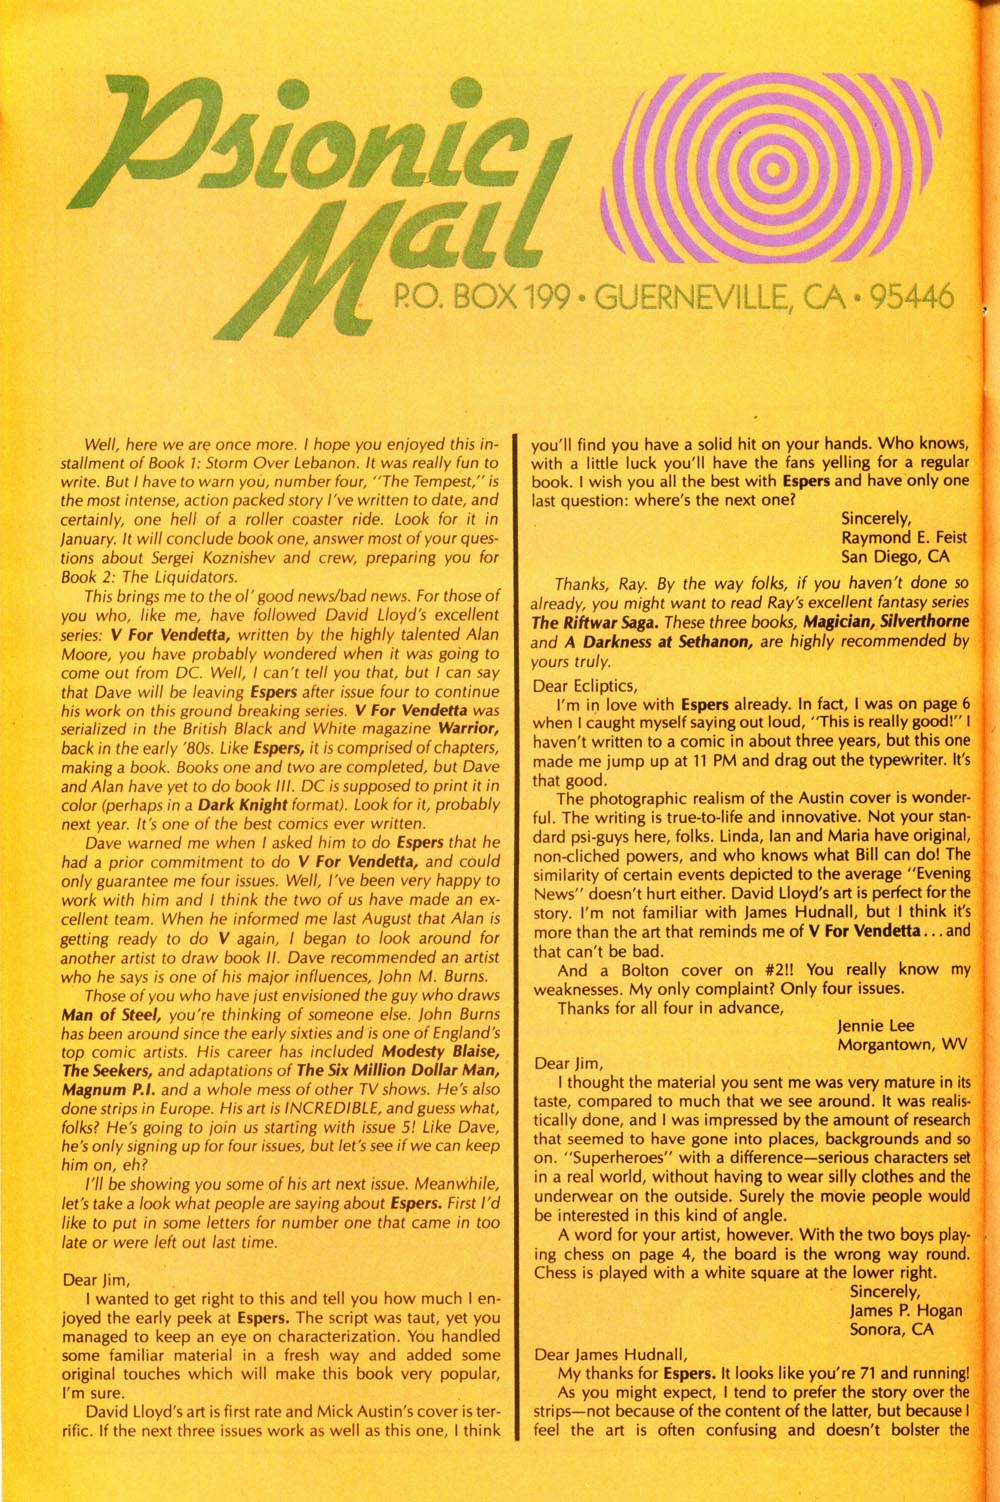 Psionic
Mail
P.O. BOX 199 • GUERNEVILLE, CA • 95446
Well, here we are once more. I hope you enjoyed this in-
stallment of Book 1: Storm Over Lebanon. It was really fun to
write. But I have to warn you, number four, "The Tempest," is
the most intense, action packed story I've written to date, and
certainly, one hell of a roller coaster ride. Look for it in
January. It will conclude book one, answer most of your ques-
tions about Sergei Koznishev and crew, preparing you for
Book 2: The Liquidators.
This brings me to the ol' good news/bad news. For those of
you who, like me, have followed David Lloyd's excellent
series: V For Vendetta, written by the highly talented Alan
Moore, you have probably wondered when it was going to
come out from DC. Well, I can't tell you that, but I can say
that Dave will be leaving Espers after issue four to continue
his work on this ground breaking series. V For Vendetta was
serialized in the British Black and White magazine Warrior,
back in the early '80s. Like Espers, it is comprised of chapters,
making a book. Books one and two are completed, but Dave
and Alan have yet to do book III. DC is supposed to print it in
color (perhaps in a Dark Knight format). Look for it, probably
next year. It's one of the best comics ever written.
Dave warned me when I asked him to do Espers that he
had a prior commitment to do V For Vendetta, and could
only guarantee me four issues. Well, I've been very happy to
work with him and I think the two of us have made an ex-
cellent team. When he informed me last August that Alan is
getting ready to do V again, I began to look around for
another artist to draw book II. Dave recommended an artist
who he says is one of his major influences, John M. Burns.
Those of you who have just envisioned the guy who draws
Man of Steel, you're thinking of someone else. John Burns
has been around since the early sixties and is one of England's
top comic artists. His career has included Modesty Blaise,
The Seekers, and adaptations of The Six Million Dollar Man,
Magnum P.I. and a whole mess of other TV shows. He's also
done strips in Europe. His art is INCREDIBLE, and guess what,
folks? He's going to join us starting with issue 5! Like Dave,
he's only signing up for four issues, but let's see if we can keep
him on, eh?
I'll be showing you some of his art next issue. Meanwhile,
let's take a look what people are saying about Espers. First I'd
like to put in some letters for number one that came in too
late or were left out last time.
Dear Jim,
I wanted to get right to this and tell you how much I en-
joyed the early peek at Espers. The script was taut, yet you
managed to keep an eye on characterization. You handled
some familiar material in a fresh way and added some
original touches which will make this book very popular,
I'm sure.
David Lloyd's art is first rate and Mick Austin's cover is ter-
rific. If the next three issues work as well as this one, I think
you'll find you have a solid hit on your hands. Who knows,
with a little luck you'll have the fans yelling for a regular
book. I wish you all the best with Espers and have only one
last question: where's the next one?
Sincerely,
Raymond E. Feist
San Diego, CA
Thanks, Ray. By the way folks, if you haven't done so
already, you might want to read Ray's excellent fantasy series
The Riftwar Saga. These three books, Magician, Silverthorne
and A Darkness at Sethanon, are highly recommended by
yours truly.
Dear Ecliptics,
I'm in love with Espers already. In fact, I was on page 6
when I caught myself saying out loud, "This is really good!" I
haven't written to a comic in about three years, but this one
made me jump up at 11 PM and drag out the typewriter. It's
that good.
The photographic realism of the Austin cover is wonder-
ful. The writing is true-to-life and innovative. Not your stan-
dard psi-guys here, folks. Linda, Ian and Maria have original,
non-cliched powers, and who knows what Bill can do! The
similarity of certain events depicted to the average "Evening
News" doesn't hurt either. David Lloyd's art is perfect for the
story. I'm not familiar with James Hudnall, but I think it's
more than the art that reminds me of V For Vendetta...and
that can't be bad.
And a Bolton cover on #2!! You really know my
weaknesses. My only complaint? Only four issues.
Thanks for all four in advance,
Jennie Lee
Morgantown, WV
Dear Jim,
I thought the material you sent me was very mature in its
taste, compared to much that we see around. It was realis-
tically done, and I was impressed by the amount of research
that seemed to have gone into places, backgrounds and so
on. "Superheroes" with a difference—serious characters set
in a real world, without having to wear silly clothes and the
underwear on the outside. Surely the movie people would
be interested in this kind of angle.
A word for your artist, however. With the two boys play-
ing chess on page 4, the board is the wrong way round.
Chess is played with a white square at the lower right.
Sincerely,
James P. Hogan
Sonora, CA
Dear James Hudnall,
My thanks for Espers. It looks like you're 71 and running!
As you might expect, I tend to prefer the story over the
strips—not because of the content of the latter, but because I
feel the art is often confusing and doesn't bolster the